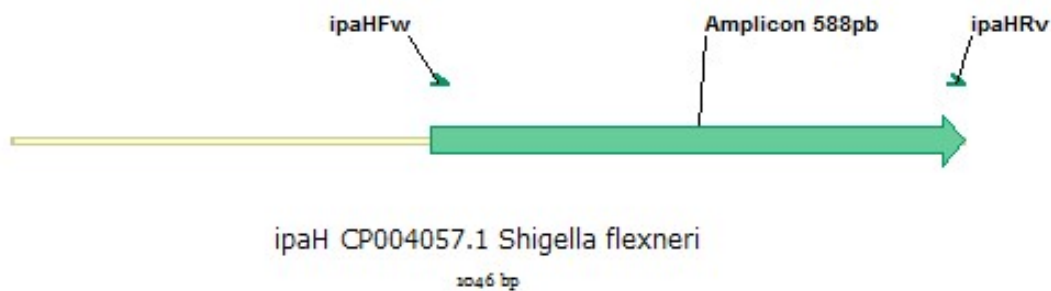 ipaHFw Amplicon 588pb ipaHRv
ipaH CP004057.1 Shigella flexneri
1046 bp